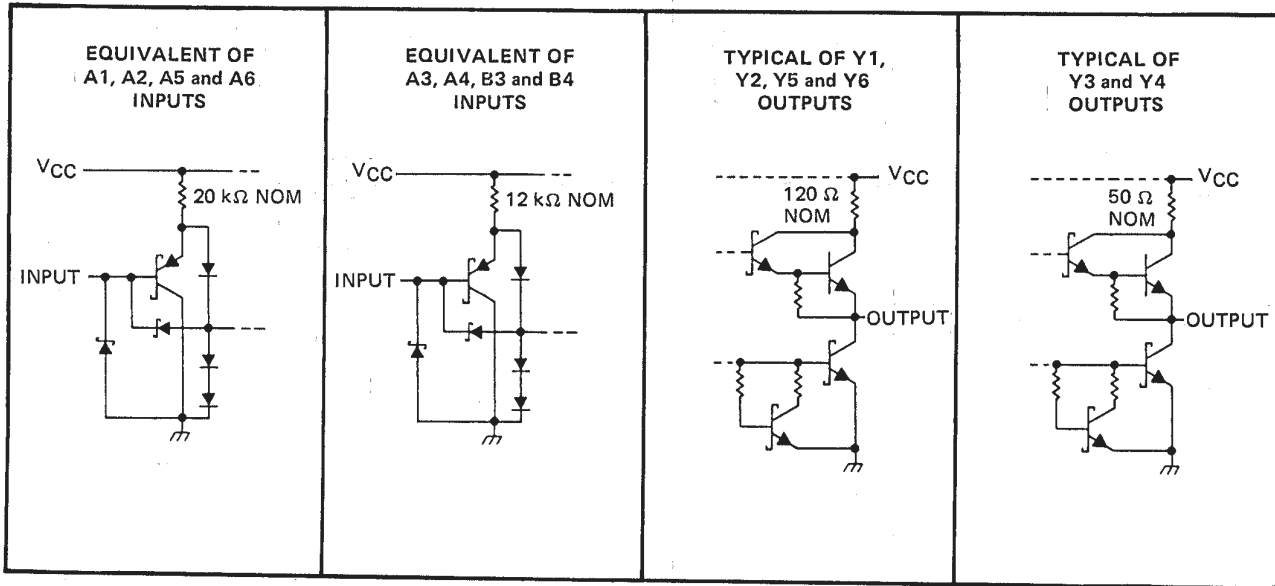 EQUIVALENT OF
A1, A2, A5 and A6
INPUTS
VCC
20 kΩ NOM
INPUT
EQUIVALENT OF
A3, A4, B3 and B4
INPUTS
VCC
12 kΩ NOM
INPUT
TYPICAL OF Y1,
Y2, Y5 and Y6
OUTPUTS
VCC
120 Ω
NOM
OUTPUT
TYPICAL OF
Y3 and Y4
OUTPUTS
VCC
50 Ω
NOM
OUTPUT